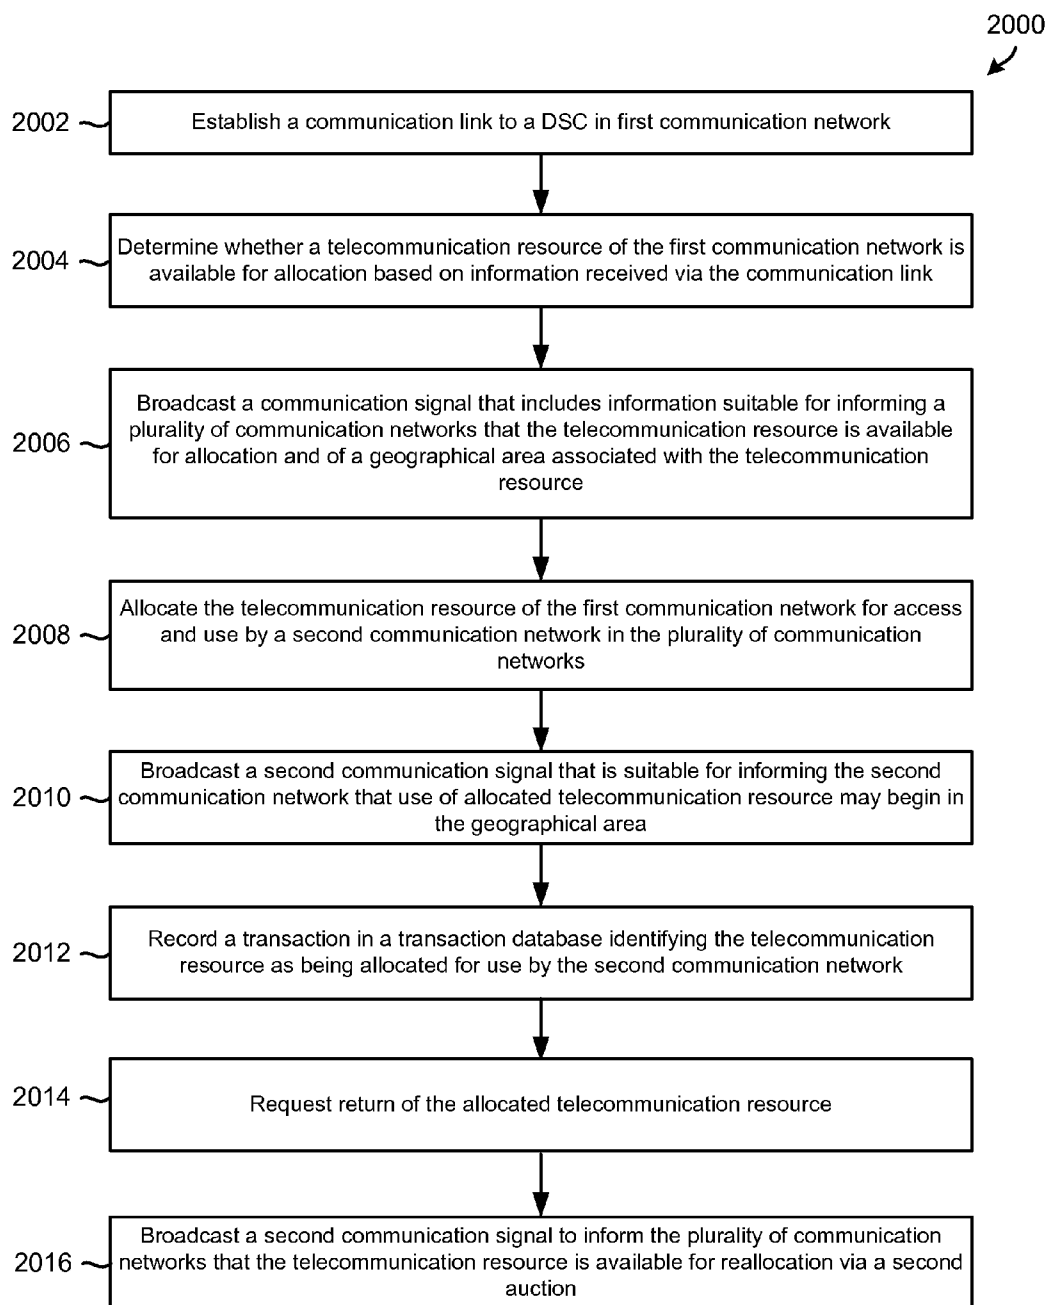 2000
2002
Establish a communication link to a DSC in first communication network
2004
Determine whether a telecommunication resource of the first communication network is
available for allocation based on information received via the communication link
2006
Broadcast a communication signal that includes information suitable for informing a
plurality of communication networks that the telecommunication resource is available
for allocation and of a geographical area associated with the telecommunication
resource
2008
Allocate the telecommunication resource of the first communication network for access
and use by a second communication network in the plurality of communication
networks
2010
Broadcast a second communication signal that is suitable for informing the second
communication network that use of allocated telecommunication resource may begin in
the geographical area
2012
Record a transaction in a transaction database identifying the telecommunication
resource as being allocated for use by the second communication network
2014
Request return of the allocated telecommunication resource
2016
Broadcast a second communication signal to inform the plurality of communication
networks that the telecommunication resource is available for reallocation via a second
auction